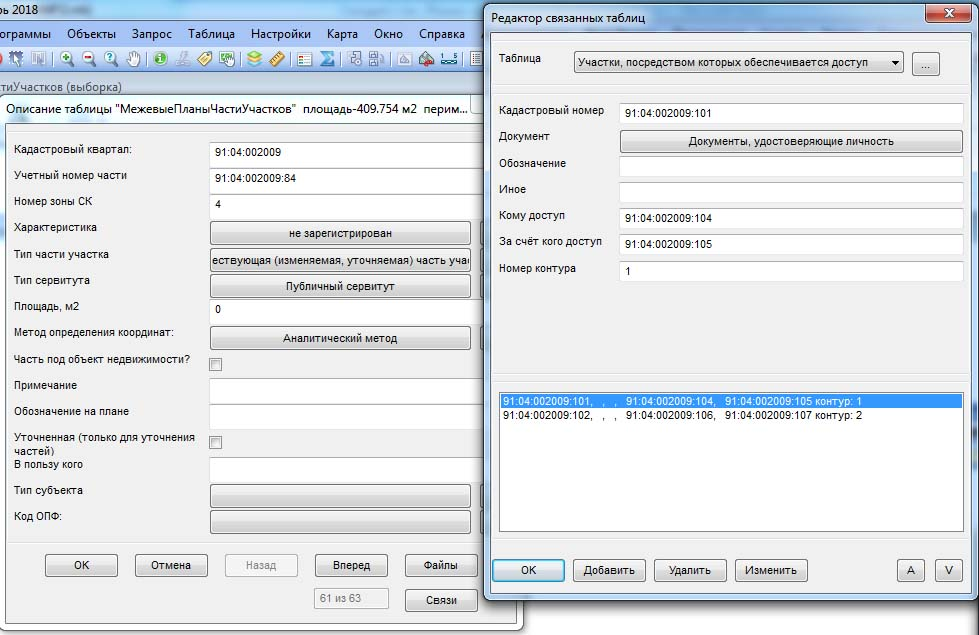 рь 2018
ограммы Объекты Запрос Таблица Настройки Карта Окно Справка
тиУчастков (выборка)
Описание таблицы "МежевыеПланыЧастиУчастков" площадь-409.754 м2 перим...
Кадастровый квартал: 91:04:002009
Учетный номер части 91:04:002009:84
Номер зоны СК 4
Характеристика не зарегистрирован
Тип части участка ествующая (изменяемая, уточняемая) часть учас
Тип сервитута Публичный сервитут
Площадь, м2 0
Метод определения координат: Аналитический метод
Часть под объект недвижимости?
Примечание
Обозначение на плане
Уточненная (только для уточнения
частей)
В пользу кого
Тип субъекта
Код ОПФ:
ОК Отмена Назад Вперед Файлы
61 из 63 Связи
Редактор связанных таблиц
Таблица Участки, посредством которых обеспечивается доступ ...
Кадастровый номер 91:04:002009:101
Документ Документы, удостоверяющие личность
Обозначение
Иное
Кому доступ 91:04:002009:104
За счёт кого доступ 91:04:002009:105
Номер контура 1
91:04:002009:101, , , 91:04:002009:104, 91:04:002009:105 контур: 1
91:04:002009:102, , , 91:04:002009:106, 91:04:002009:107 контур: 2
ОК Добавить Удалить Изменить Λ V